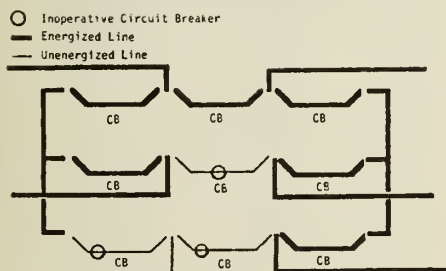 Inoperative Circuit Breaker
Energized Line
Unenergized Line
CB CB CB
CB CB CB
CB CB CB